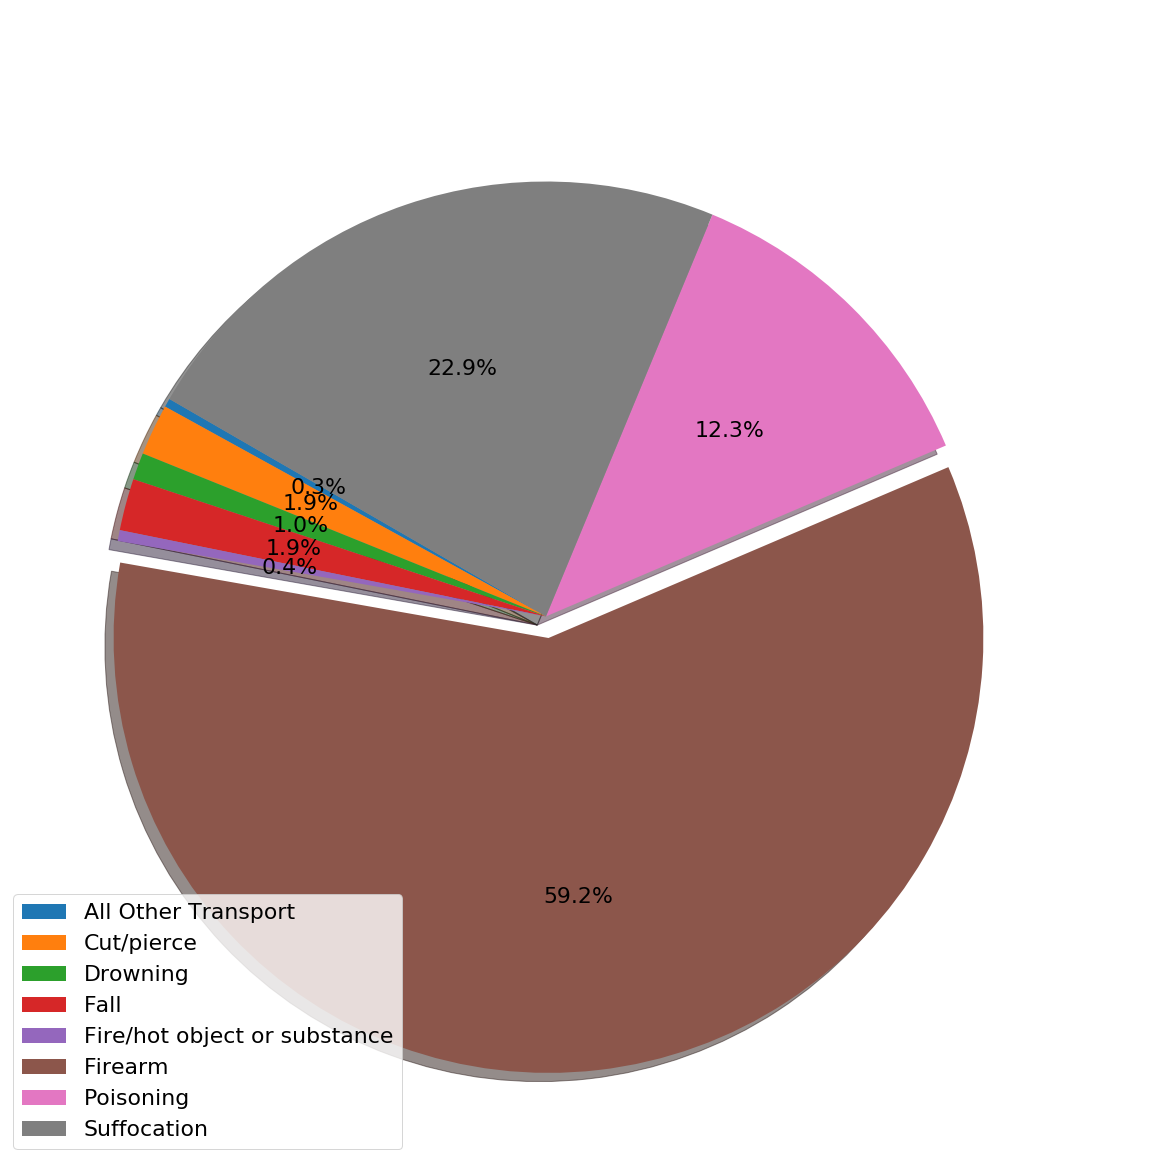 22.9%
12.3%
0.3%
1.9%
1.0%
1.9%
0.4%
59.2%
All Other Transport
Cut/pierce
Drowning
Fall
Fire/hot object or substance
Firearm
Poisoning
Suffocation